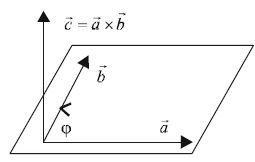 c⃗ = a⃗ × b⃗
b⃗
φ
a⃗